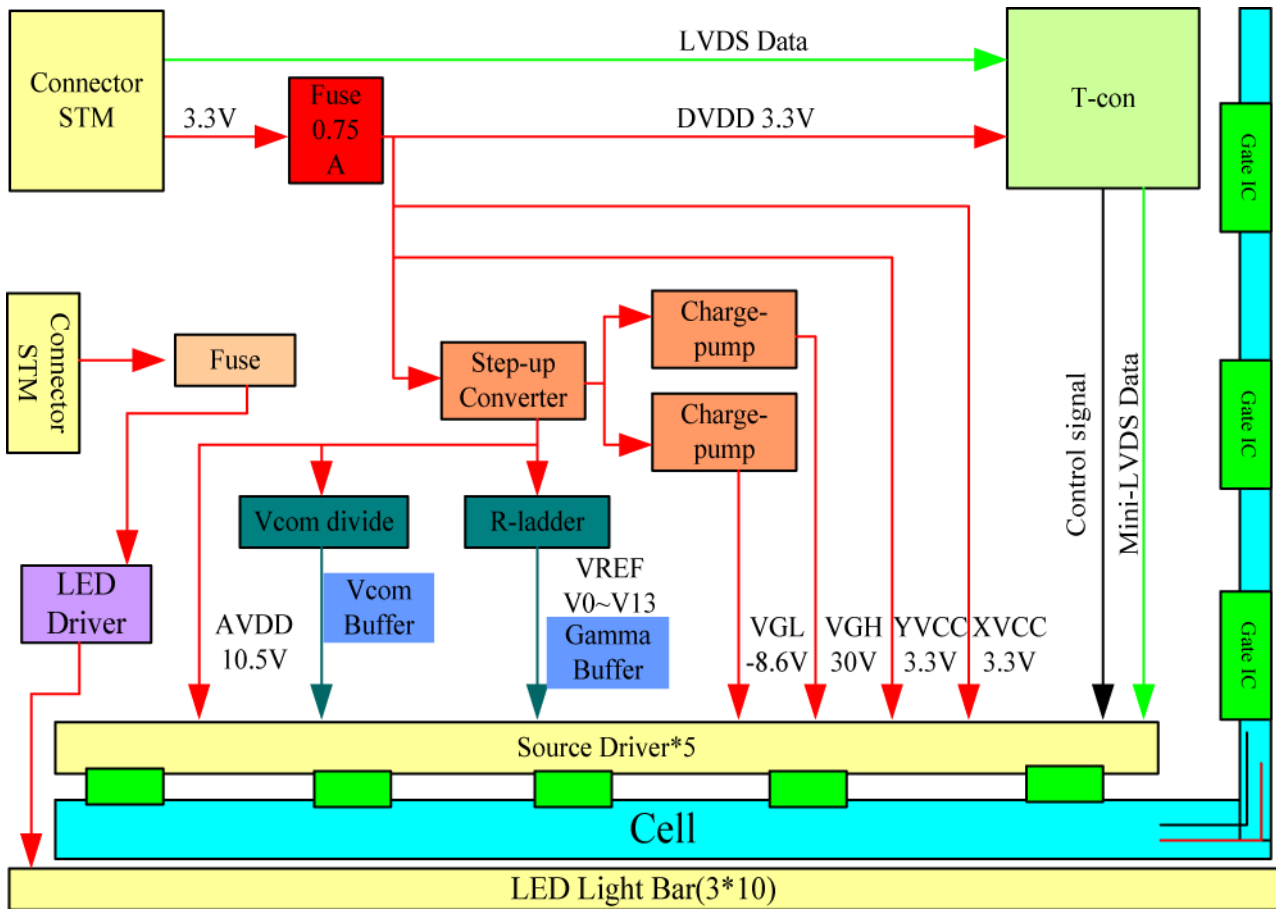 LVDS Data
Connector
STM
Fuse
0.75
A
T-con
3.3V
DVDD 3.3V
Gate IC
Connector
STM
Fuse
Step-up
Converter
Charge-
pump
Charge-
pump
Gate IC
Control signal
Mini-LVDS Data
Vcom divide
R-ladder
LED
Driver
Vcom
Buffer
VREF
V0~V13
Gamma
Buffer
AVDD
10.5V
VGL
-8.6V
VGH
30V
YVCC
3.3V
XVCC
3.3V
Gate IC
Source Driver*5
Cell
LED Light Bar(3*10)